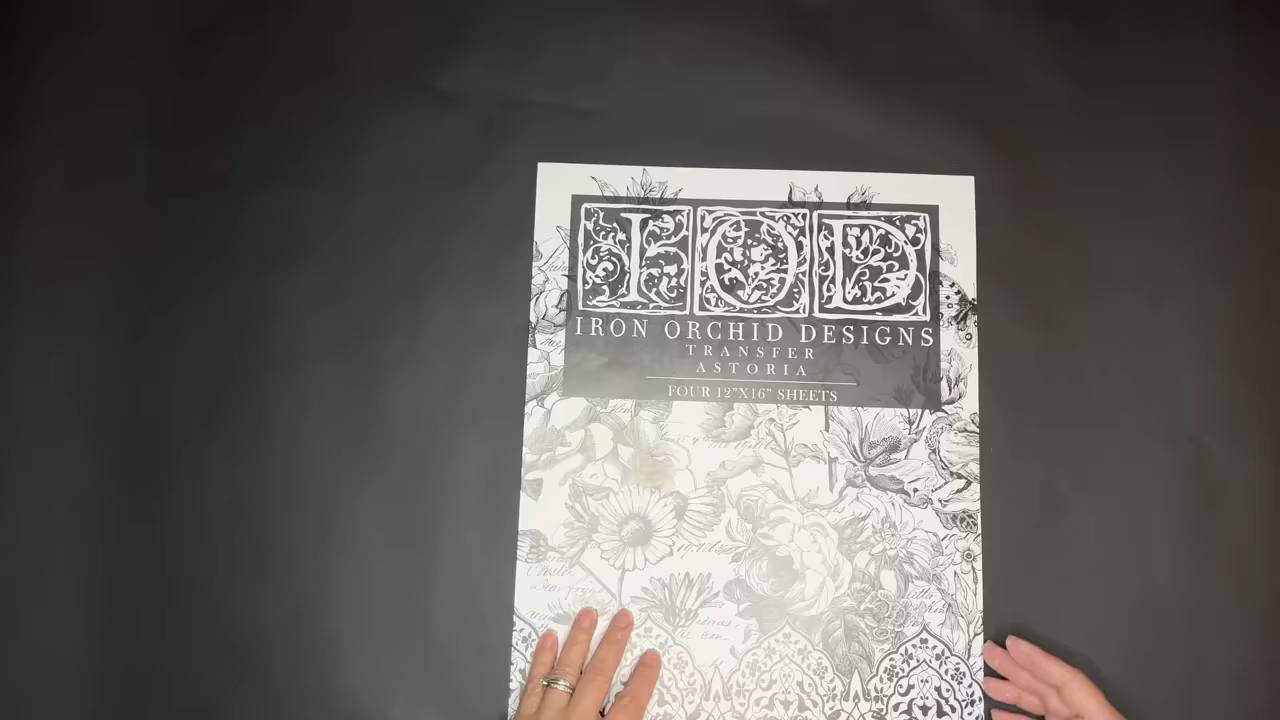 IOD
IRON ORCHID DESIGNS
TRANSFER
ASTORIA
FOUR 12"X16" SHEETS